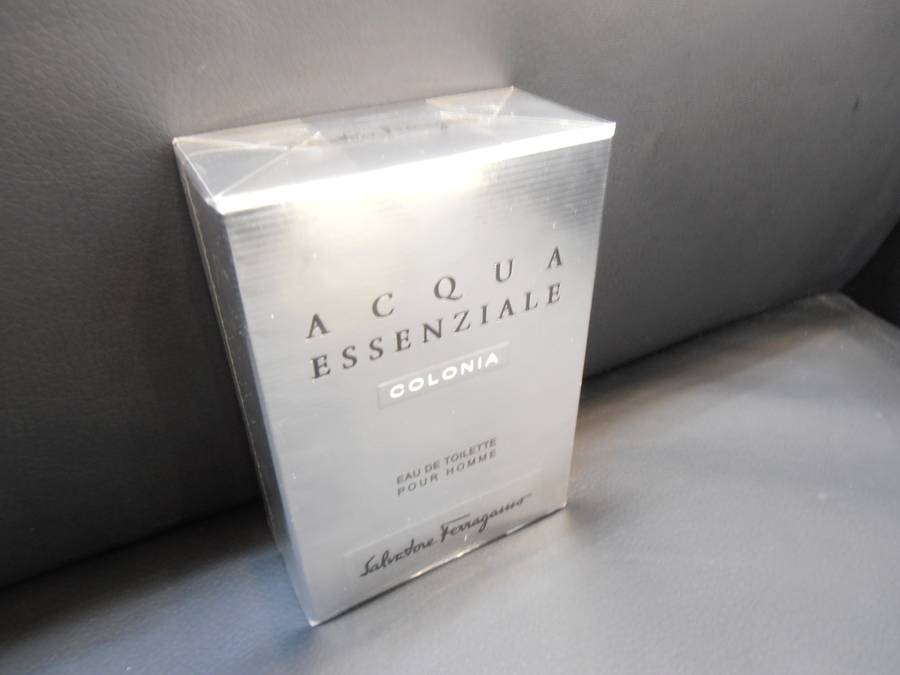 ACQUA
ESSENZIALE
COLONIA
EAU DE TOILETTE
POUR HOMME
Salvatore Ferragamo